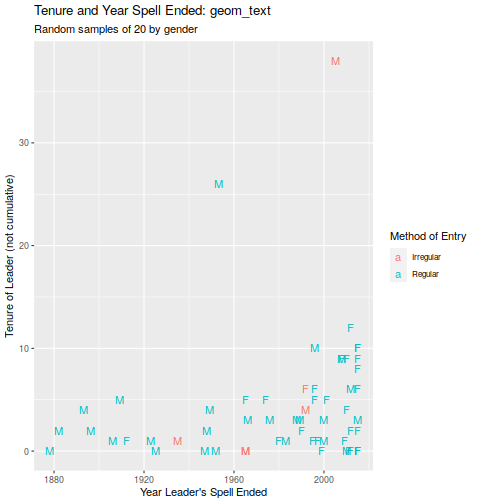 Tenure and Year Spell Ended: geom_text
Random samples of 20 by gender
Tenure of Leader (not cumulative)
30
20
10
0
1880 1920 1960 2000
Year Leader's Spell Ended
Method of Entry
a Irregular
a Regular
M
M
F
M F
M M F F
F
F F M F
M F F F F
M M M F
M M M M M
M M M F F F
M F M M F M F F M F
M M M M M F M F F